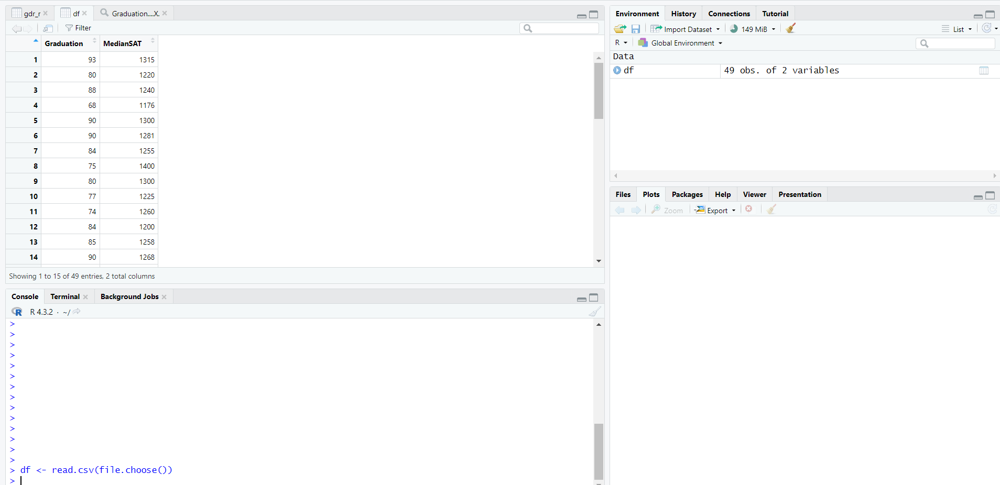 gdr_r
df
Graduation....X.
Filter
Graduation MedianSAT
1 93 1315
2 80 1220
3 88 1240
4 68 1176
5 90 1300
6 90 1281
7 84 1255
8 75 1400
9 80 1300
10 77 1225
11 74 1260
12 84 1200
13 85 1258
14 90 1268
Showing 1 to 15 of 49 entries, 2 total columns
Console Terminal Background Jobs
R R 4.3.2 · ~/
>
>
>
>
>
>
>
>
>
>
>
>
>
>
> df <- read.csv(file.choose())
>
Environment History Connections Tutorial
Import Dataset 149 MiB List
R Global Environment
Data
df 49 obs. of 2 variables
Files Plots Packages Help Viewer Presentation
Zoom Export